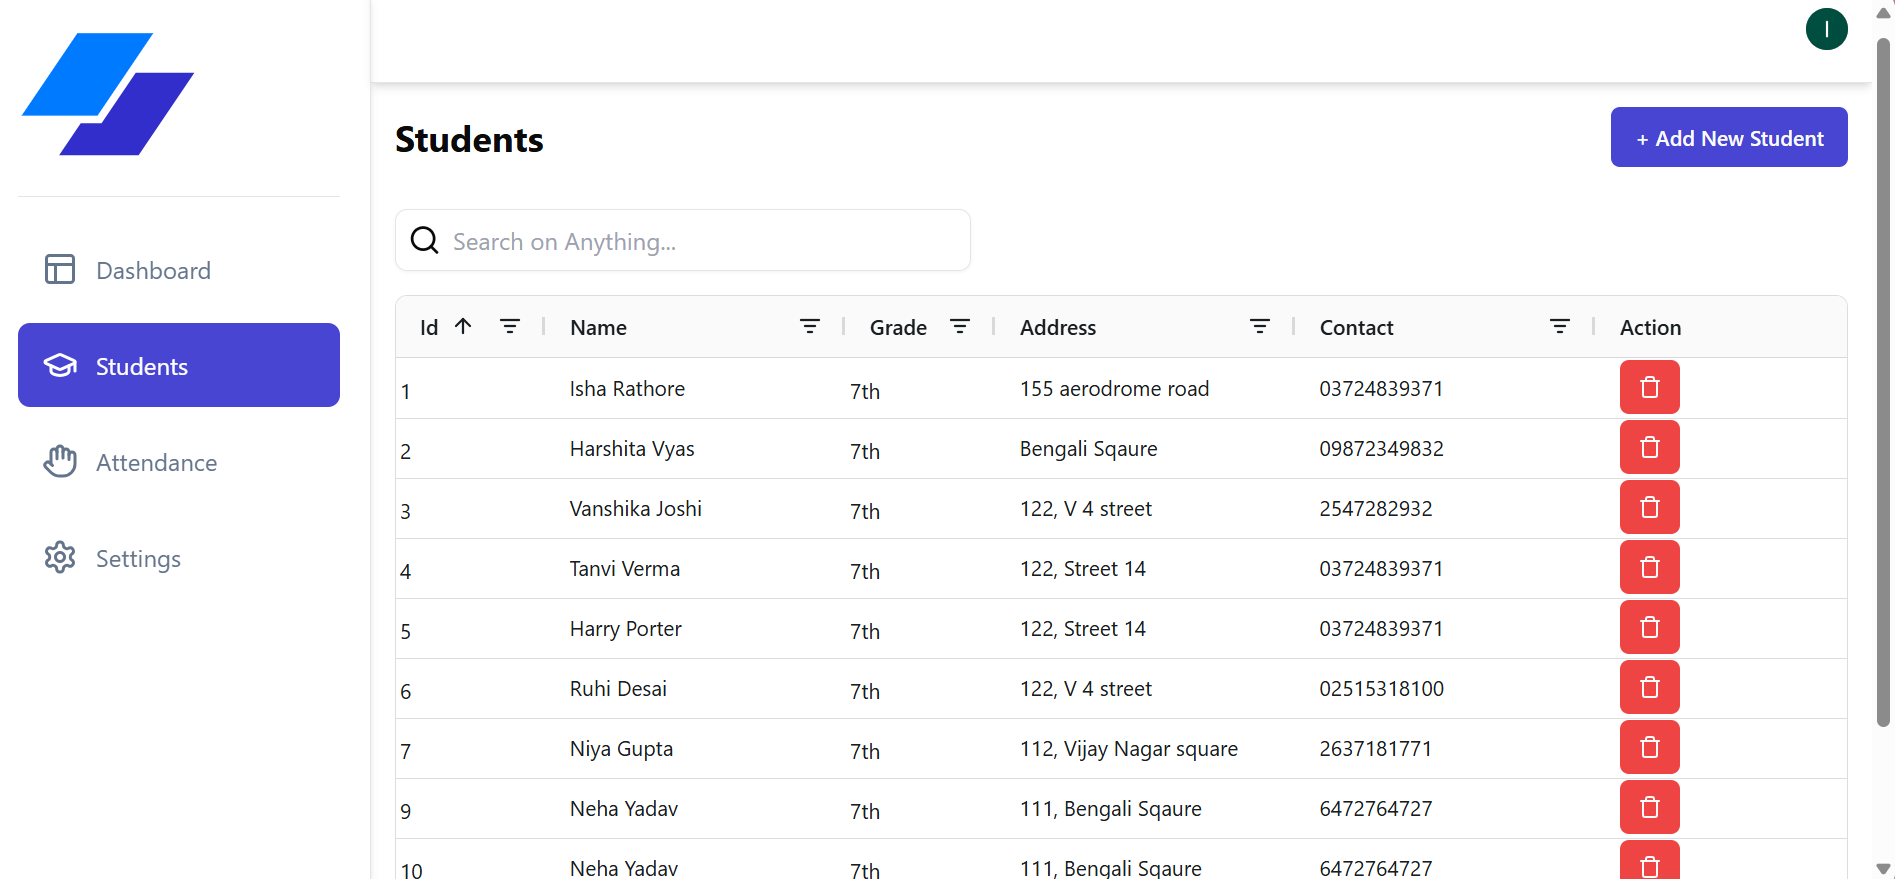 I
Students
+ Add New Student
Search on Anything...
Dashboard
Students
Attendance
Settings
Id Name Grade Address Contact Action
1 Isha Rathore 7th 155 aerodrome road 03724839371
2 Harshita Vyas 7th Bengali Sqaure 09872349832
3 Vanshika Joshi 7th 122, V 4 street 2547282932
4 Tanvi Verma 7th 122, Street 14 03724839371
5 Harry Porter 7th 122, Street 14 03724839371
6 Ruhi Desai 7th 122, V 4 street 02515318100
7 Niya Gupta 7th 112, Vijay Nagar square 2637181771
9 Neha Yadav 7th 111, Bengali Sqaure 6472764727
10 Neha Yadav 7th 111, Bengali Sqaure 6472764727